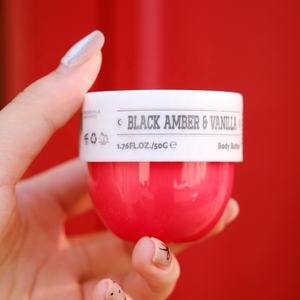 BLACK AMBER & VANILLA
1.76FL.OZ./50G ℮
Body Butter